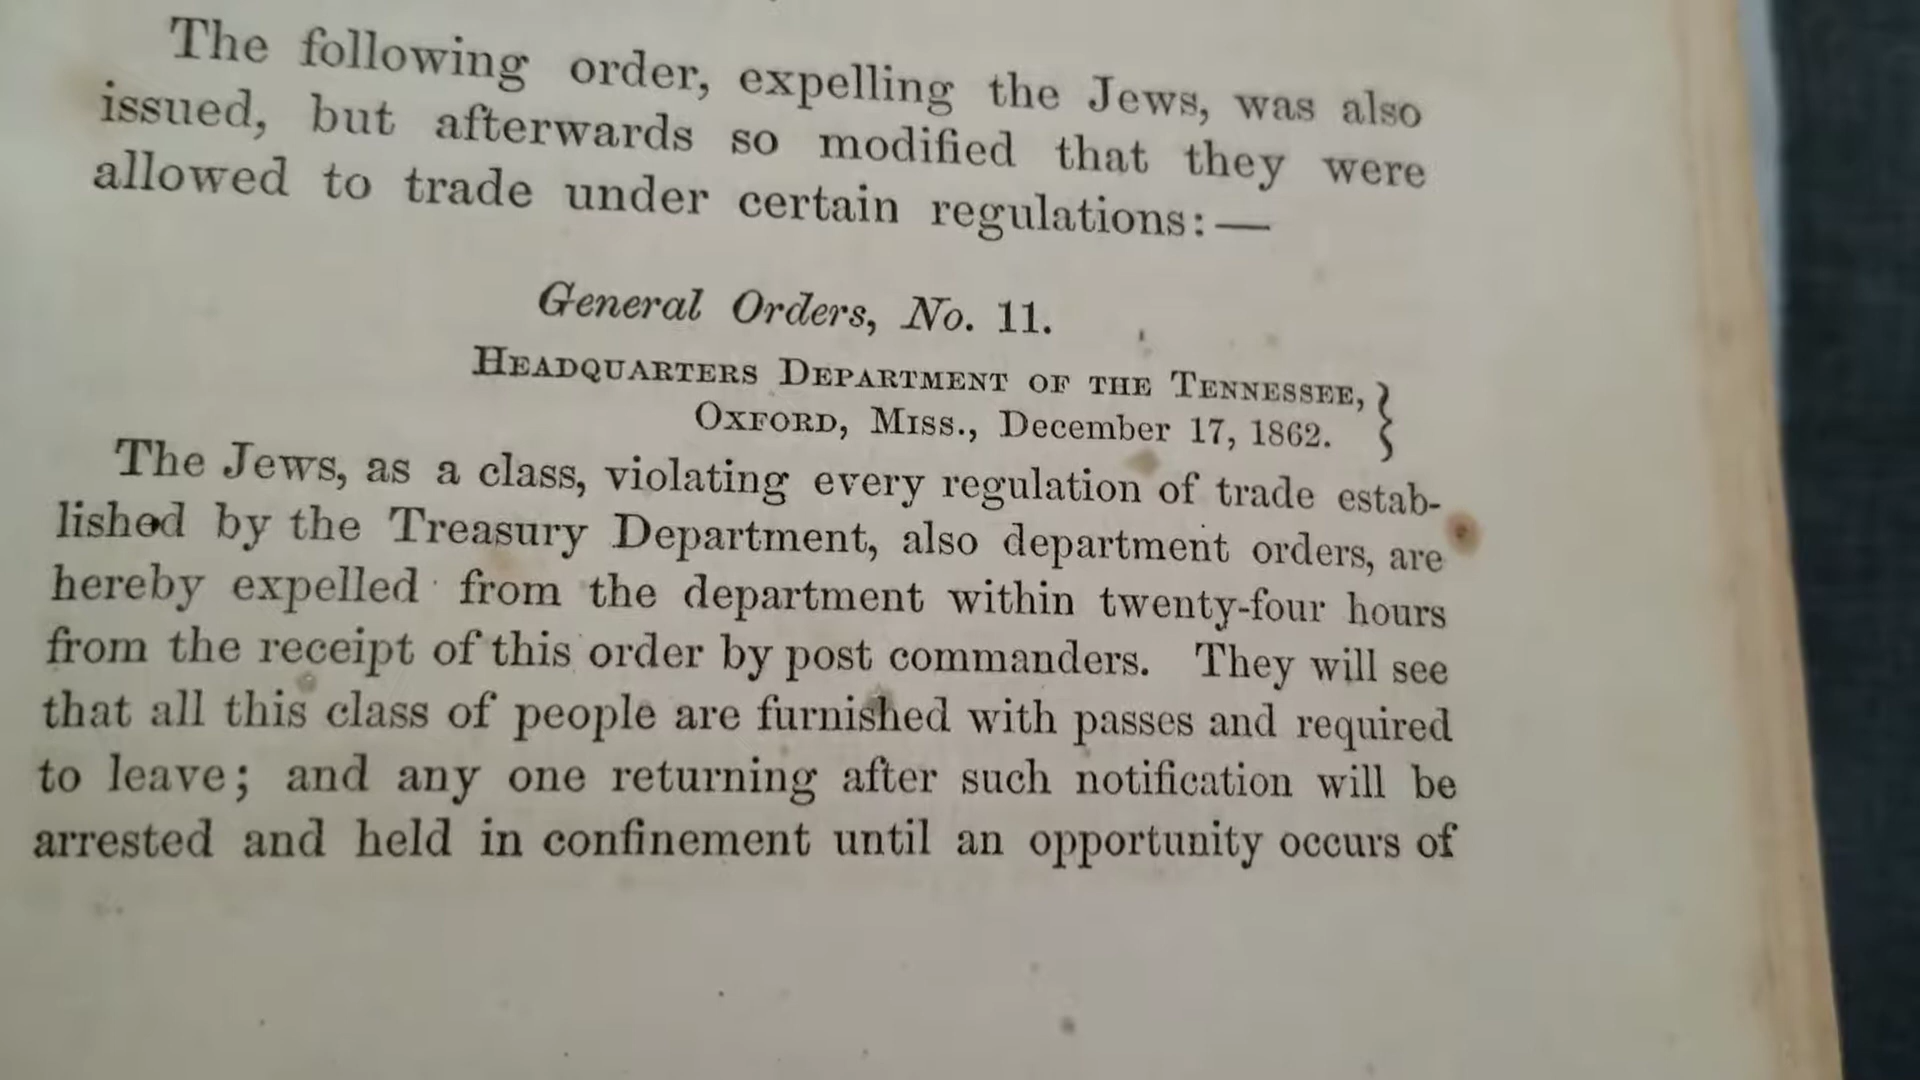 The following order, expelling the Jews, was also
issued, but afterwards so modified that they were
allowed to trade under certain regulations:—
General Orders, No. 11.
Headquarters Department of the Tennessee, }
Oxford, Miss., December 17, 1862.
The Jews, as a class, violating every regulation of trade estab-
lished by the Treasury Department, also department orders, are
hereby expelled from the department within twenty-four hours
from the receipt of this order by post commanders. They will see
that all this class of people are furnished with passes and required
to leave; and any one returning after such notification will be
arrested and held in confinement until an opportunity occurs of